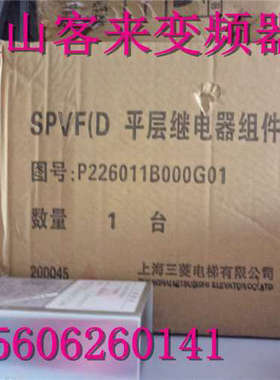 山客来变频器
SPVF(D 平层继电器组件
图号:P226011B000G01
数量 1 台
200045
上海三菱电梯有限公司
5606260141